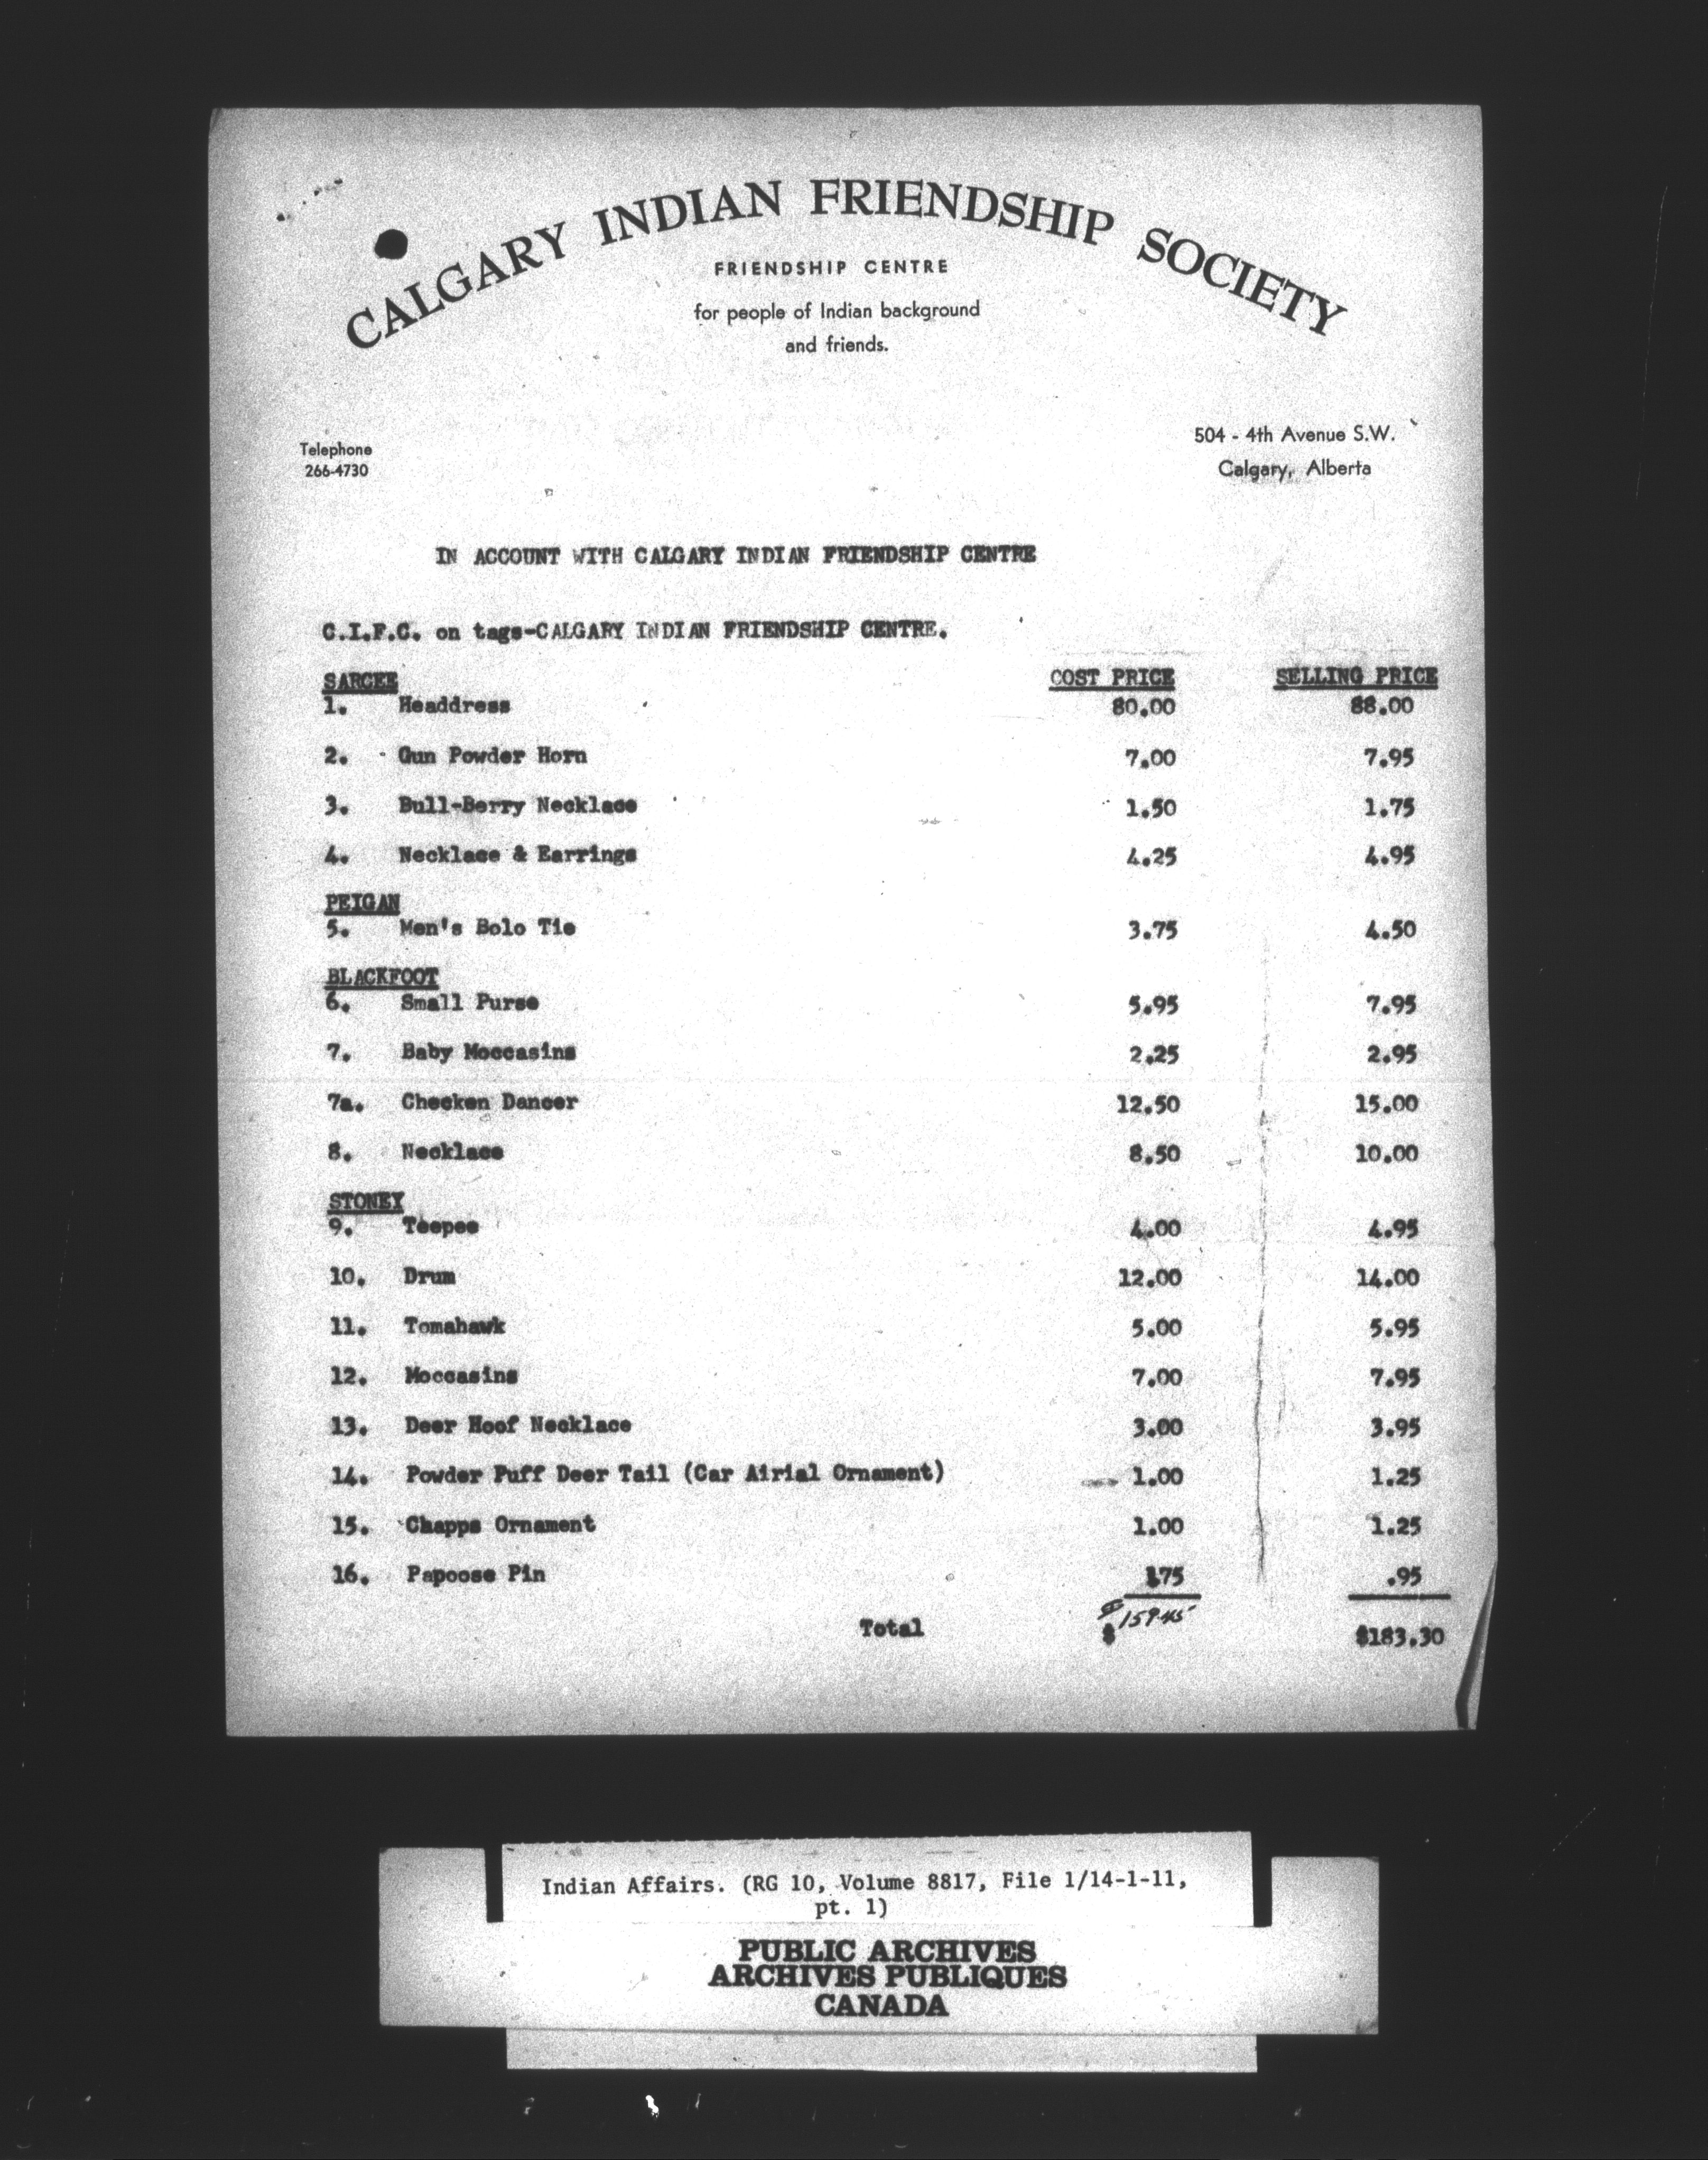 CALGARY INDIAN FRIENDSHIP SOCIETY
FRIENDSHIP CENTRE
for people of Indian background
and friends.
Telephone
266-4730
504 - 4th Avenue S.W.
Calgary, Alberta
IN ACCOUNT WITH CALGARY INDIAN FRIENDSHIP CENTRE
C.I.F.C. on tags-CALGARY INDIAN FRIENDSHIP CENTRE.
SARCEE COST PRICE SELLING PRICE
1. Headdress 80.00 88.00
2. Gun Powder Horn 7.00 7.95
3. Bull-Berry Necklace 1.50 1.75
4. Necklace & Earrings 4.25 4.95
PEIGAN
5. Men's Bolo Tie 3.75 4.50
BLACKFOOT
6. Small Purse 5.95 7.95
7. Baby Moccasins 2.25 2.95
7a. Checken Dancer 12.50 15.00
8. Necklace 8.50 10.00
STONEY
9. Teepee 4.00 4.95
10. Drum 12.00 14.00
11. Tomahawk 5.00 5.95
12. Moccasins 7.00 7.95
13. Deer Hoof Necklace 3.00 3.95
14. Powder Puff Deer Tail (Car Airial Ornament) 1.00 1.25
15. Chapps Ornament 1.00 1.25
16. Papoose Pin .75 .95
Total $159.45 $183.30
Indian Affairs. (RG 10, Volume 8817, File 1/14-1-11,
pt. 1)
PUBLIC ARCHIVES
ARCHIVES PUBLIQUES
CANADA